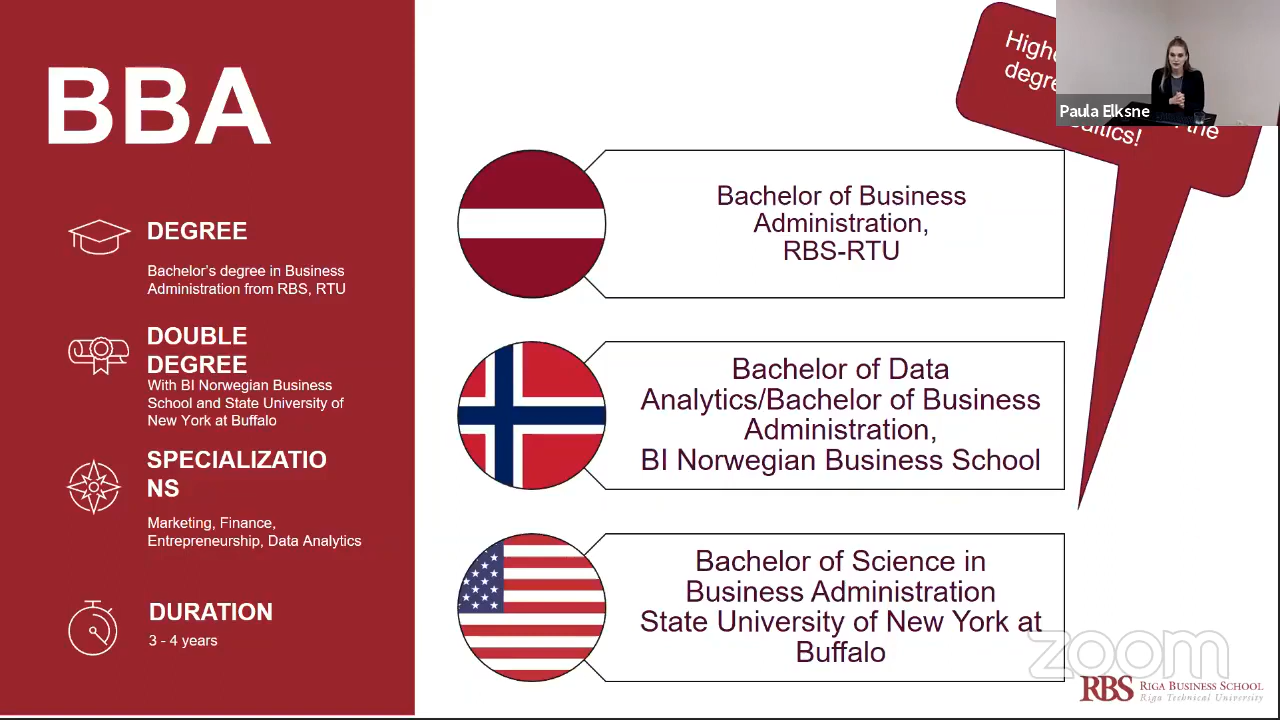 BBA
DEGREE
Bachelor's degree in Business
Administration from RBS, RTU
DOUBLE
DEGREE
With BI Norwegian Business
School and State University of
New York at Buffalo
SPECIALIZATIO
NS
Marketing, Finance,
Entrepreneurship, Data Analytics
DURATION
3 - 4 years
Bachelor of Business
Administration,
RBS-RTU
Bachelor of Data
Analytics/Bachelor of Business
Administration,
BI Norwegian Business School
Bachelor of Science in
Business Administration
State University of New York at
Buffalo
the
Paula Elksne
zoom
RBS RIGA BUSINESS SCHOOL
Riga Technical University